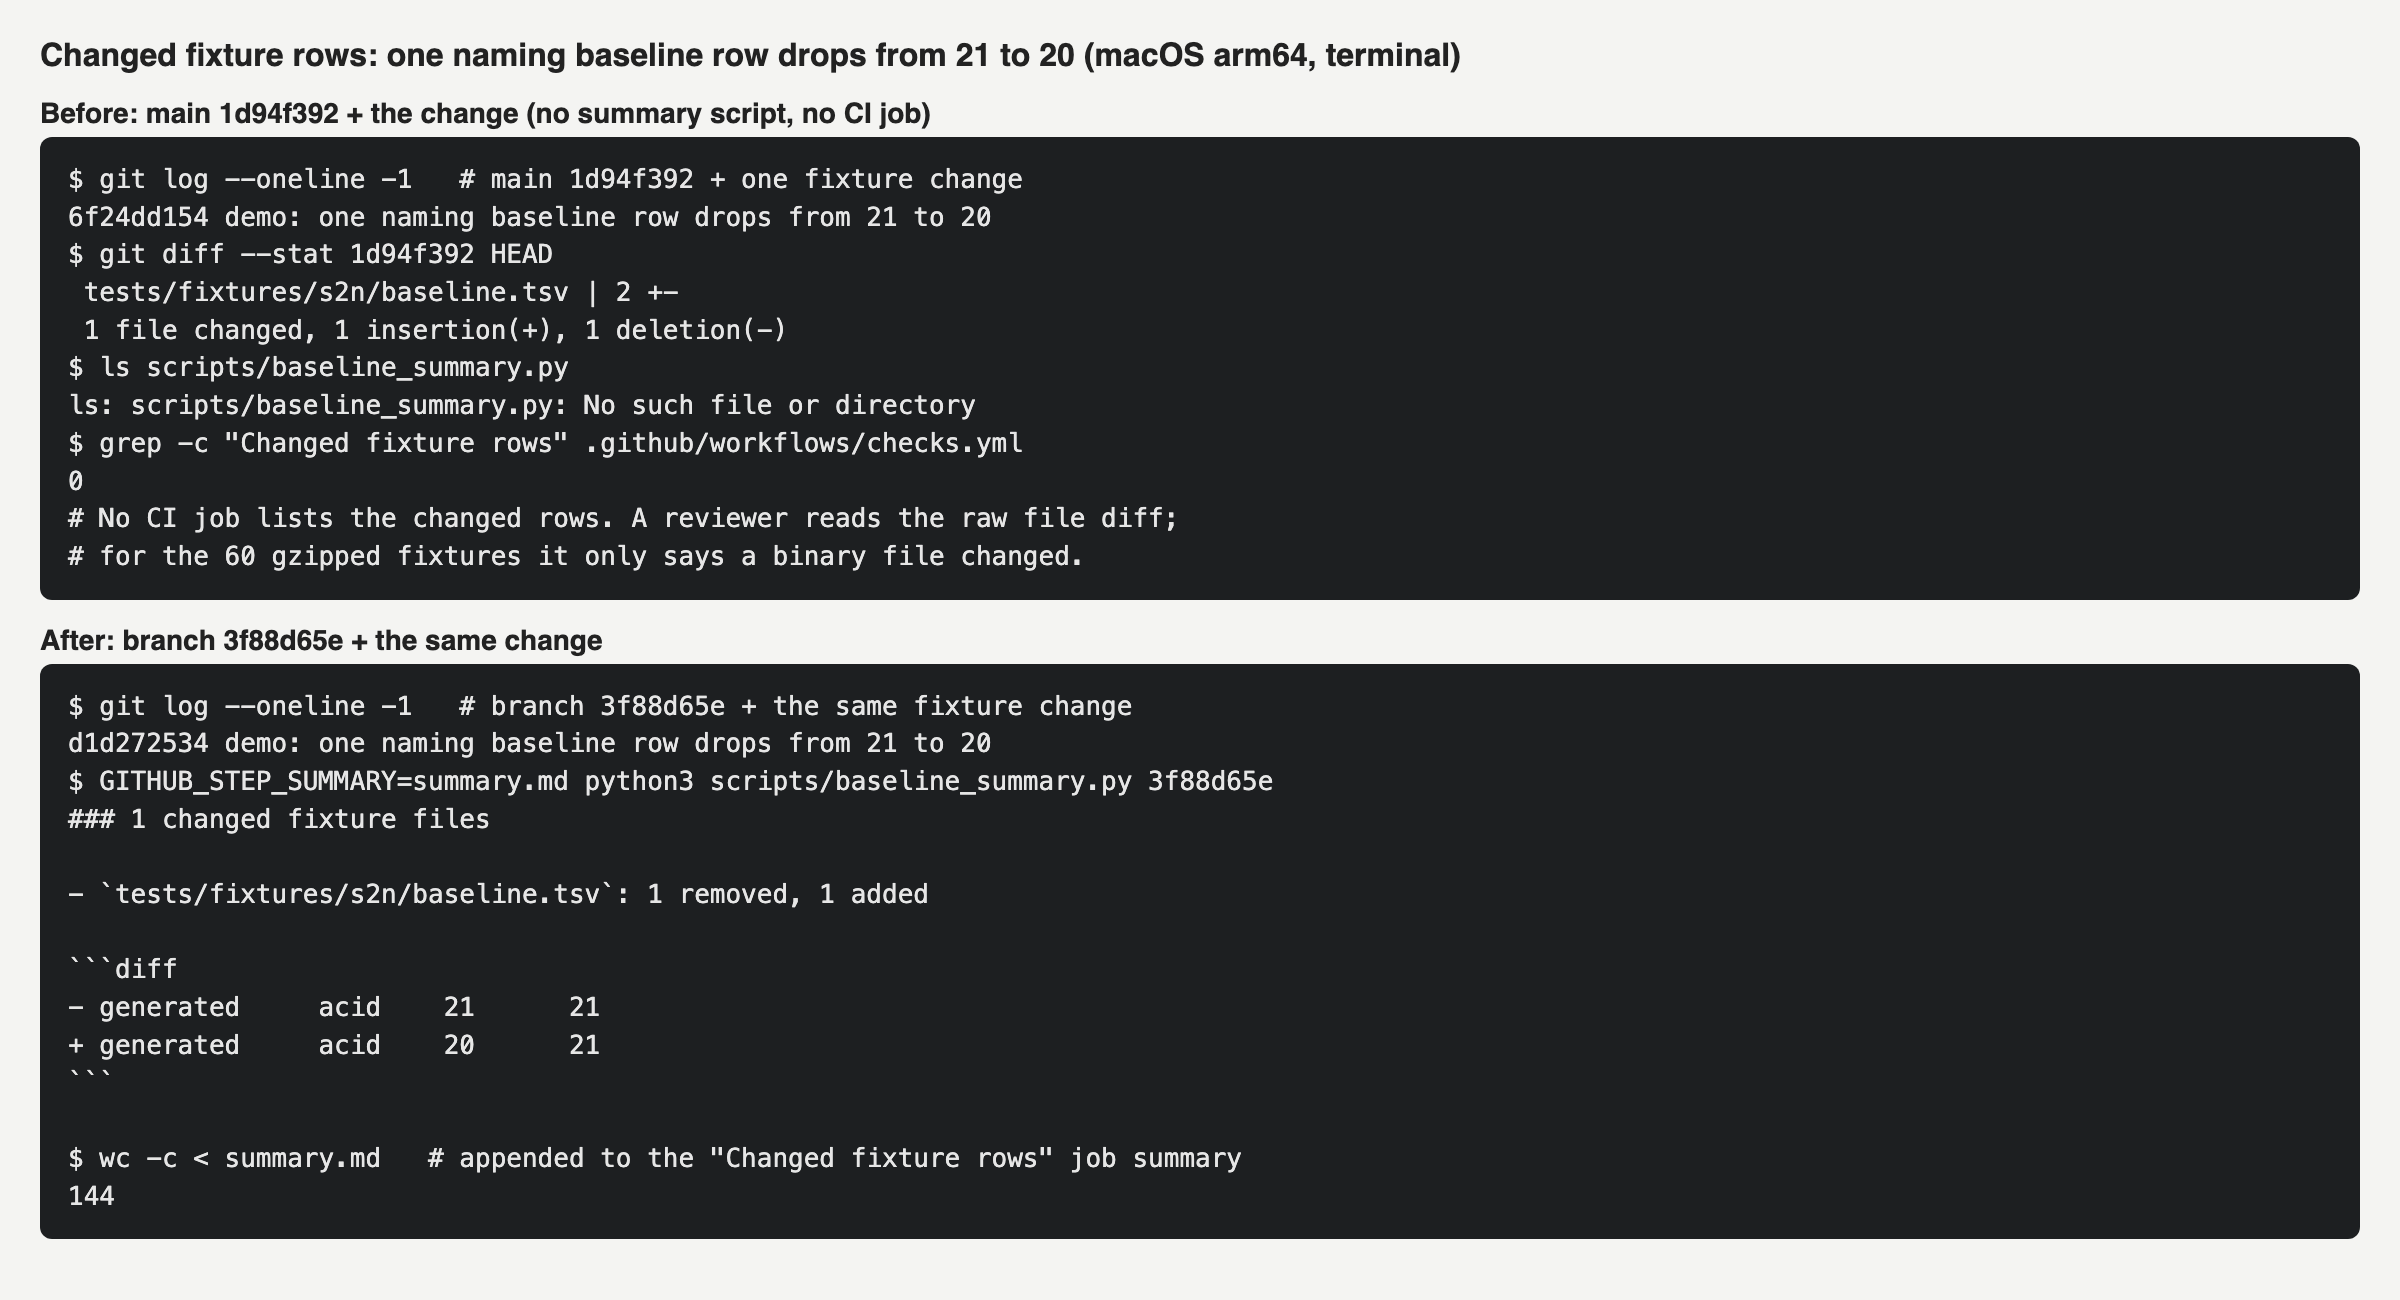 Changed fixture rows: one naming baseline row drops from 21 to 20 (macOS arm64, terminal)
Before: main 1d94f392 + the change (no summary script, no CI job)
$ git log --oneline -1   # main 1d94f392 + one fixture change
6f24dd154 demo: one naming baseline row drops from 21 to 20
$ git diff --stat 1d94f392 HEAD
 tests/fixtures/s2n/baseline.tsv | 2 +-
 1 file changed, 1 insertion(+), 1 deletion(-)
$ ls scripts/baseline_summary.py
ls: scripts/baseline_summary.py: No such file or directory
$ grep -c "Changed fixture rows" .github/workflows/checks.yml
0
# No CI job lists the changed rows. A reviewer reads the raw file diff;
# for the 60 gzipped fixtures it only says a binary file changed.
After: branch 3f88d65e + the same change
$ git log --oneline -1   # branch 3f88d65e + the same fixture change
d1d272534 demo: one naming baseline row drops from 21 to 20
$ GITHUB_STEP_SUMMARY=summary.md python3 scripts/baseline_summary.py 3f88d65e
### 1 changed fixture files

- `tests/fixtures/s2n/baseline.tsv`: 1 removed, 1 added

```diff
- generated     acid    21      21
+ generated     acid    20      21
```

$ wc -c < summary.md   # appended to the "Changed fixture rows" job summary
144